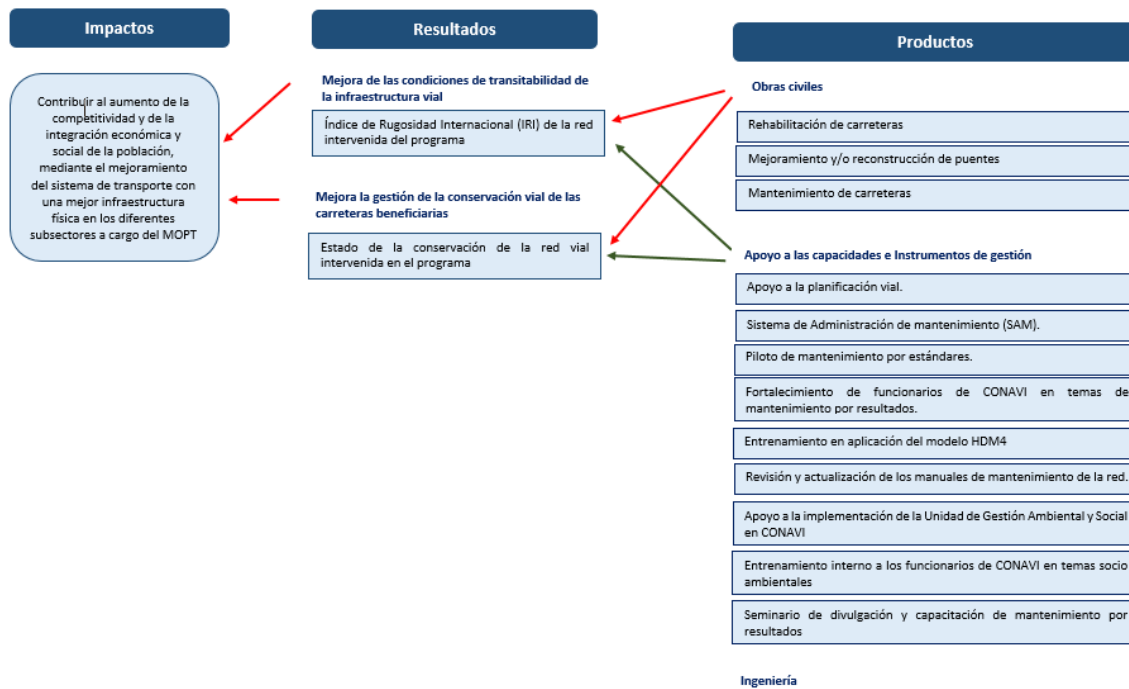 Impactos
Contribuir al aumento de la
competitividad y de la
integración económica y
social de la población,
mediante el mejoramiento
del sistema de transporte con
una mejor infraestructura
física en los diferentes
subsectores a cargo del MOPT
Resultados
Mejora de las condiciones de transitabilidad de
la infraestructura vial
Índice de Rugosidad Internacional (IRI) de la red
intervenida del programa
Mejora la gestión de la conservación vial de las
carreteras beneficiarias
Estado de la conservación de la red vial
intervenida en el programa
Productos
Obras civiles
Rehabilitación de carreteras
Mejoramiento y/o reconstrucción de puentes
Mantenimiento de carreteras
Apoyo a las capacidades e Instrumentos de gestión
Apoyo a la planificación vial.
Sistema de Administración de mantenimiento (SAM).
Piloto de mantenimiento por estándares.
Fortalecimiento de funcionarios de CONAVI en temas de
mantenimiento por resultados.
Entrenamiento en aplicación del modelo HDM4
Revisión y actualización de los manuales de mantenimiento de la red.
Apoyo a la implementación de la Unidad de Gestión Ambiental y Social
en CONAVI
Entrenamiento interno a los funcionarios de CONAVI en temas socio
ambientales
Seminario de divulgación y capacitación de mantenimiento por
resultados
Ingeniería